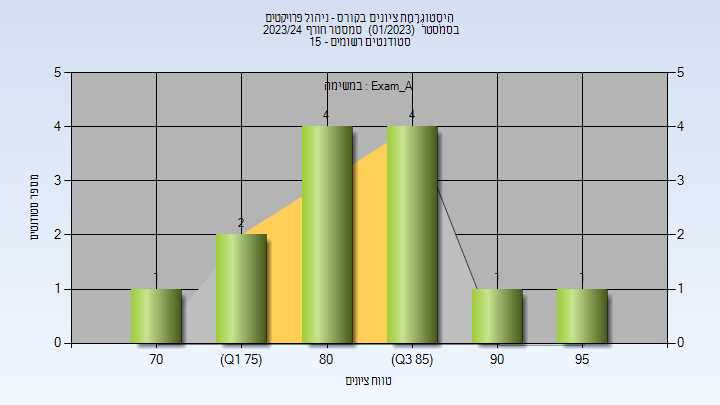 היסטוגרמת ציונים בקורס - ניהול פרויקטים
בסמסטר (01/2023) סמסטר חורף 2023/24
סטודנטים רשומים - 15
במשימה : Exam_A
5 5
4 4
3 3
2 2
1 1
0 0
מספר סטודנטים
1 2 4 4 1 1
70 (Q1 75) 80 (Q3 85) 90 95
טווח ציונים